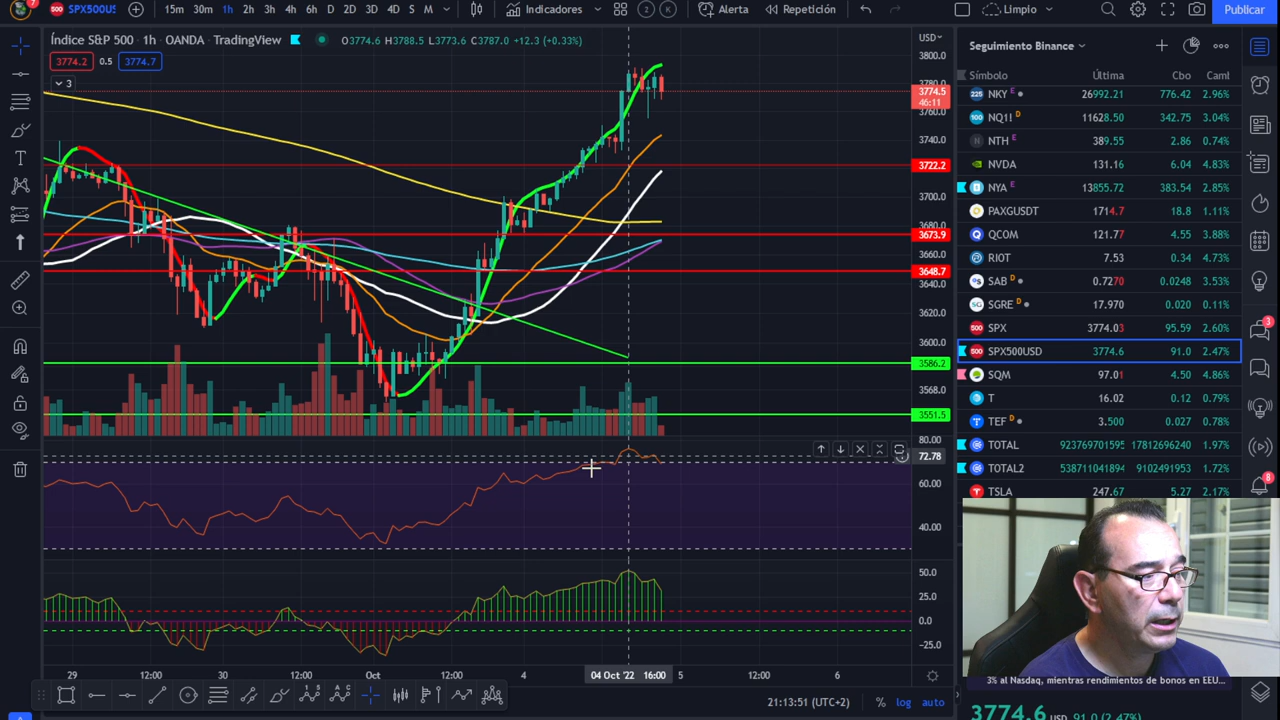 7 500 SPX500US 15m 30m 1h 2h 3h 4h 6h D 2D 3D 4D S M Indicadores 2 K Alerta Repetición Limpio Publicar
Índice S&P 500 · 1h · OANDA · TradingView O3774.6 H3788.5 L3773.6 C3787.0 +12.3 (+0.33%) USD
3774.2 0.5 3774.7
3
3800.0
3780.0
3774.5
46:11
3760.0
3740.0
3722.2
3700.0
3680.0
3673.9
3660.0
3648.7
3640.0
3620.0
3600.0
3586.2
3568.0
3551.5
80.00
72.78
60.00
40.00
50.0
25.0
0.0
−25.0
29 12:00 30 12:00 Oct 12:00 4 04 Oct '22 16:00 5 12:00 6
21:13:51 (UTC+2) % log auto
Seguimiento Binance
Símbolo Última Cbo Caml
225 NKY E 26992.21 776.42 2.96%
100 NQ1! D 11628.50 342.75 3.04%
N NTH E 389.55 2.86 0.74%
NVDA 131.16 6.04 4.83%
NYA E 13855.72 383.54 2.85%
PAXGUSDT 1714.7 18.8 1.11%
QCOM 121.77 4.55 3.88%
RIOT 7.53 0.34 4.73%
SAB D 0.7270 0.0248 3.53%
SGRE D 17.970 0.020 0.11%
500 SPX 3774.03 95.59 2.60%
500 SPX500USD 3774.6 91.0 2.47%
SQM 97.01 4.50 4.86%
T 16.02 0.12 0.79%
TEF D 3.500 0.027 0.78%
TOTAL 923769701595 17812692640 1.97%
TOTAL2 538711041894 9102491953 1.72%
TSLA 247.67 5.27 2.17%
3
8
3% al Nasdaq, mientras rendimientos de bonos en EEU...
3774.6 USD 91.0 (2.47%)